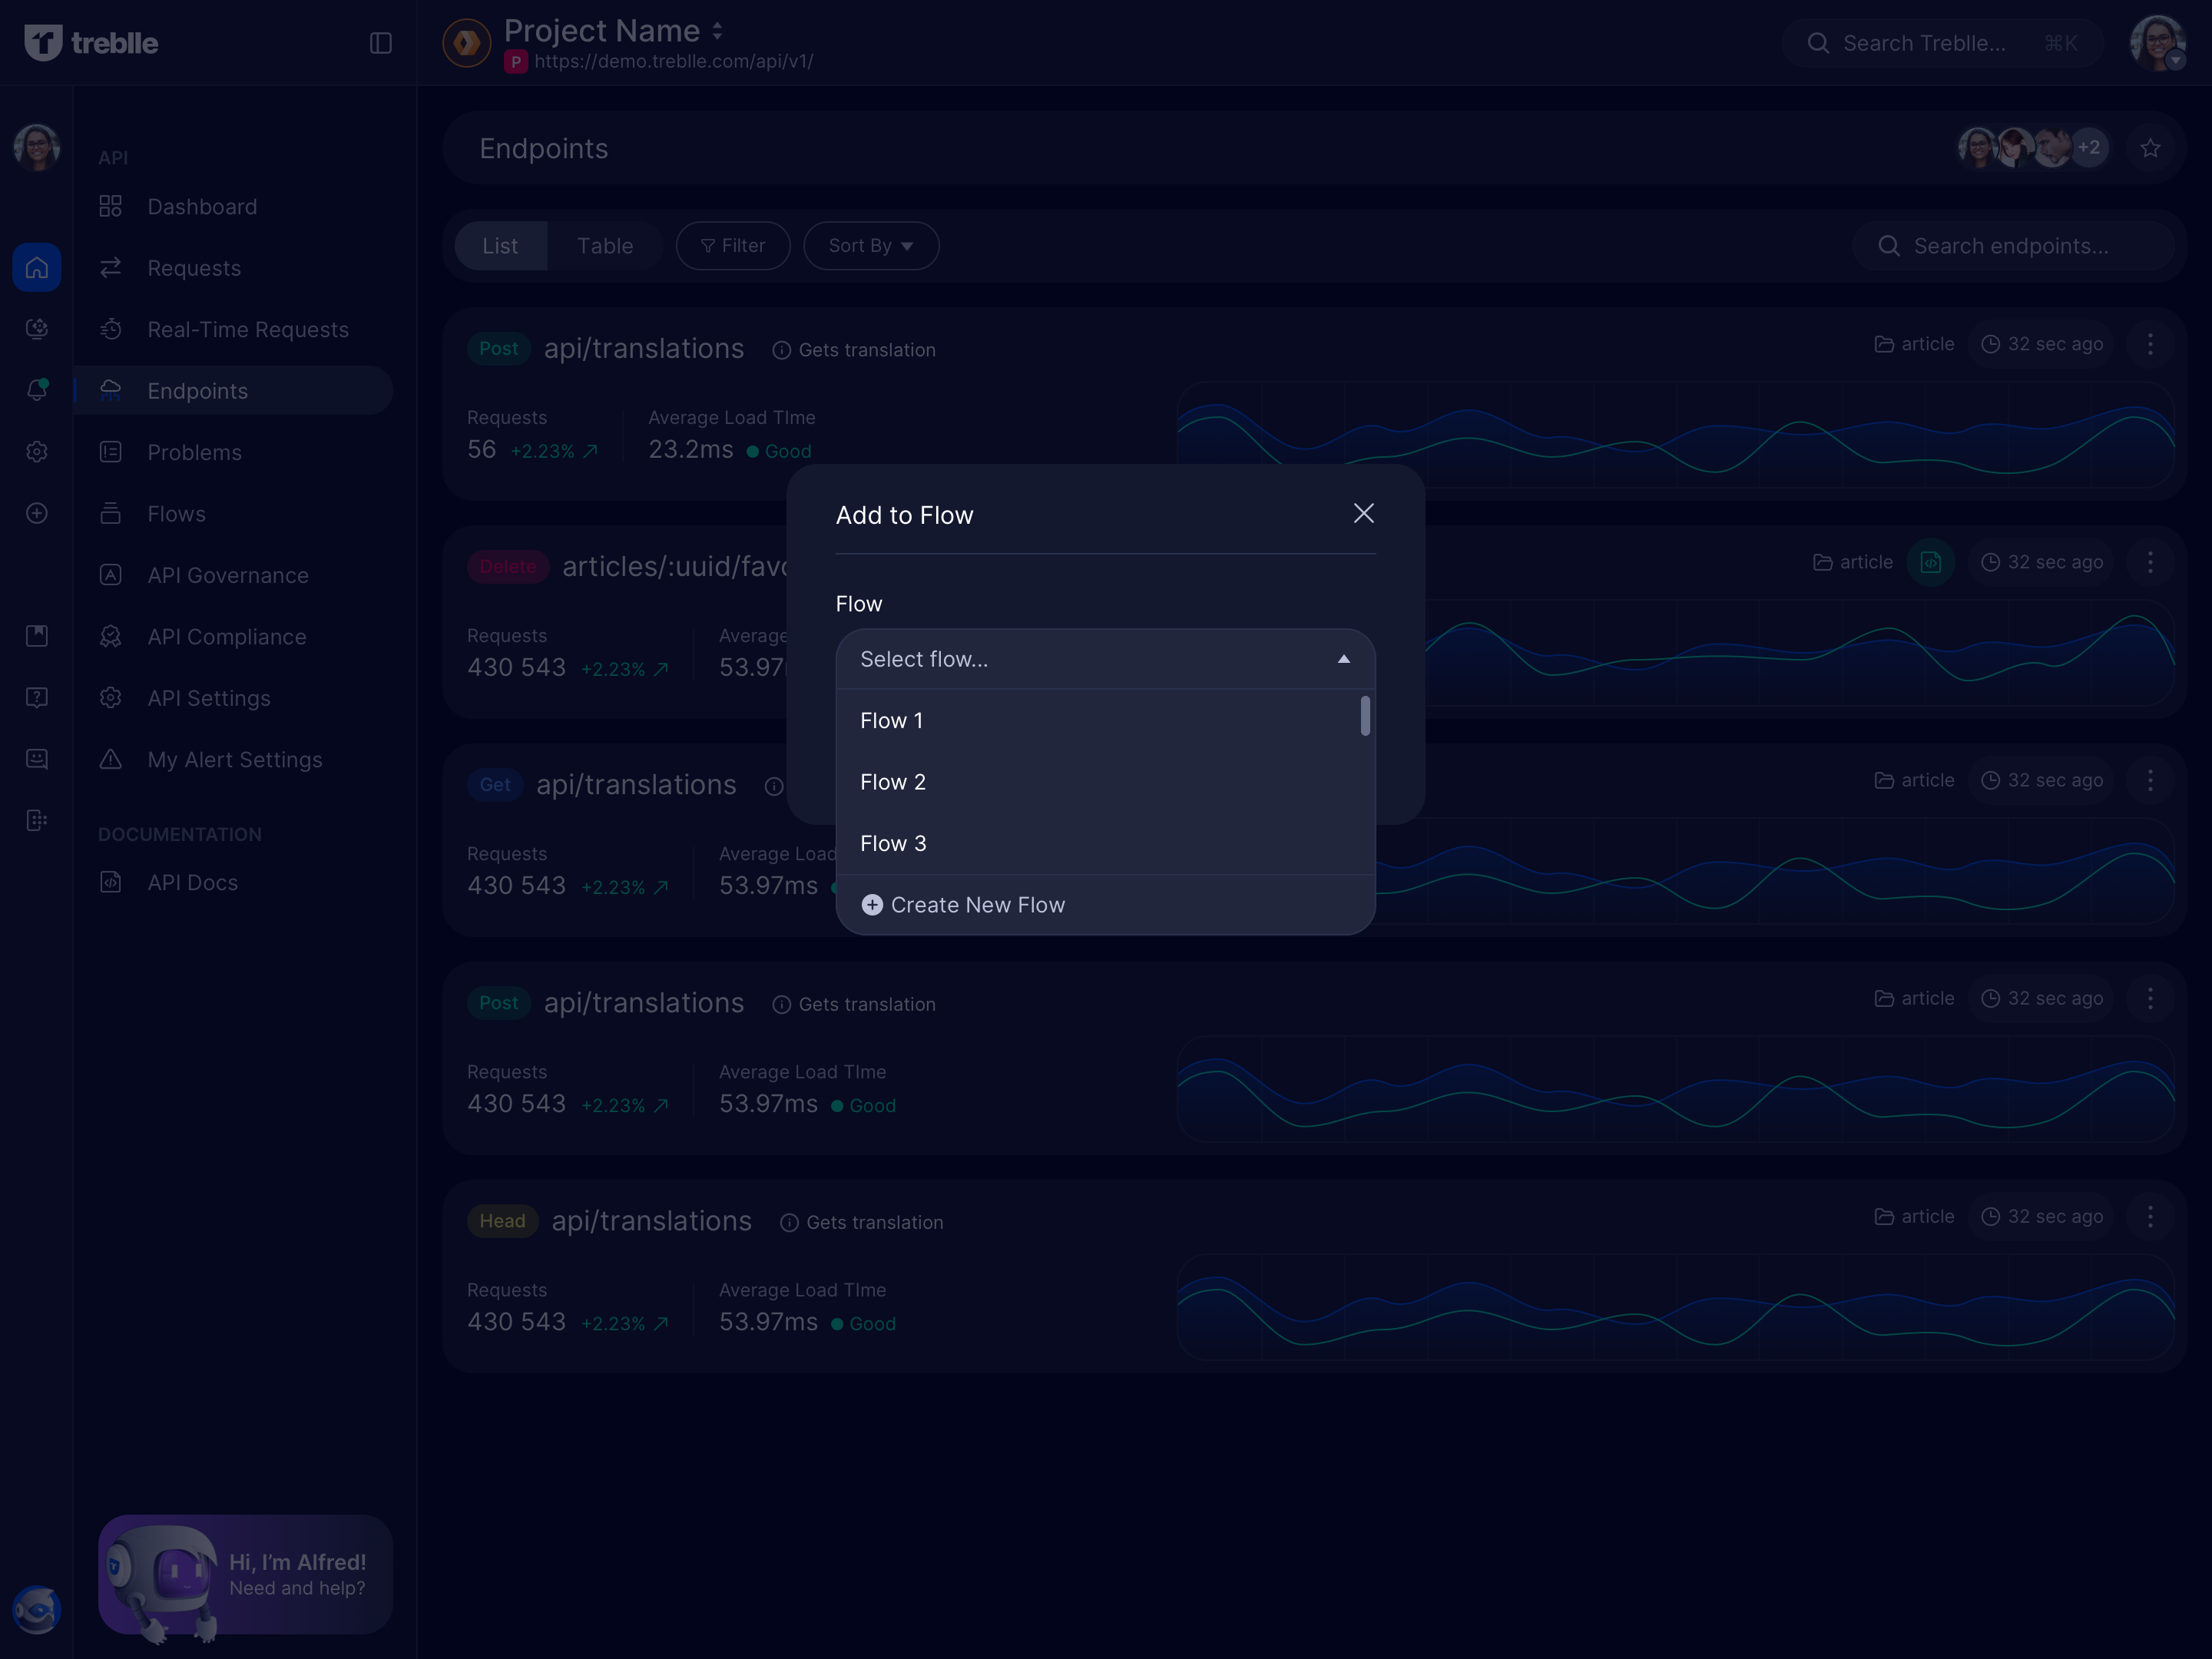 treblle
Project Name
P https://demo.treblle.com/api/v1/
Search Treblle... ⌘K
API
Dashboard
Requests
Real-Time Requests
Endpoints
Problems
Flows
API Governance
API Compliance
API Settings
My Alert Settings
DOCUMENTATION
API Docs
Hi, I’m Alfred!
Need and help?
Endpoints
+2
List
Table
Filter
Sort By
Search endpoints...
Post api/translations Gets translation
article 32 sec ago
Requests
56 +2.23%
Average Load TIme
23.2ms Good
Delete articles/:uuid/favo
article 32 sec ago
Requests
430 543 +2.23%
Average
53.97
Get api/translations
article 32 sec ago
Requests
430 543 +2.23%
Average Load
53.97ms
Post api/translations Gets translation
article 32 sec ago
Requests
430 543 +2.23%
Average Load TIme
53.97ms Good
Head api/translations Gets translation
article 32 sec ago
Requests
430 543 +2.23%
Average Load TIme
53.97ms Good
Add to Flow
Flow
Select flow...
Flow 1
Flow 2
Flow 3
Create New Flow